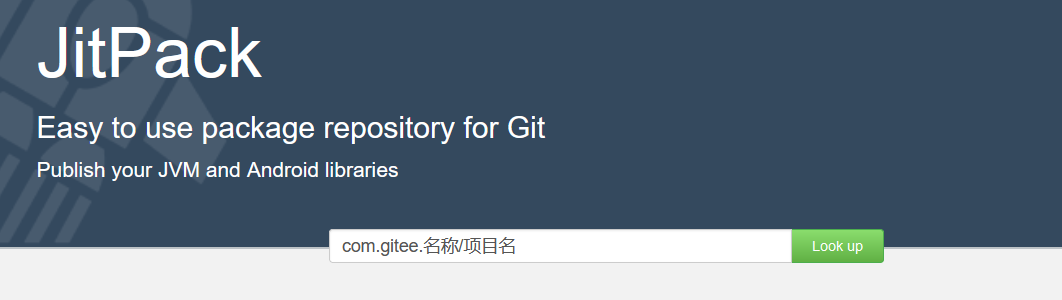 JitPack
Easy to use package repository for Git
Publish your JVM and Android libraries
com.gitee.名称/项目名
Look up